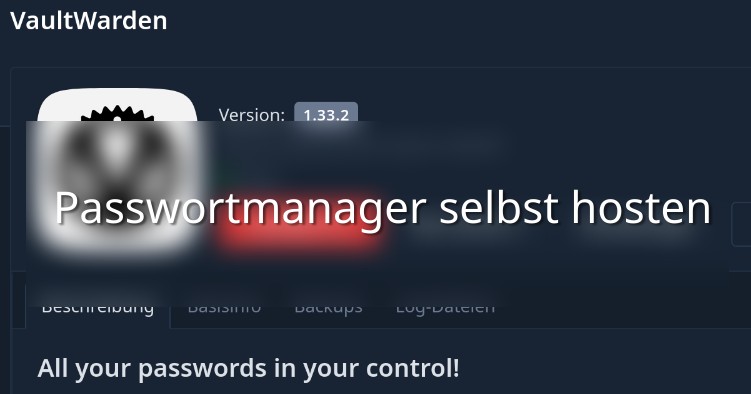 VaultWarden
Version: 1.33.2
Passwortmanager selbst hosten
Beschreibung Basisinfo Backups Log-Dateien
All your passwords in your control!